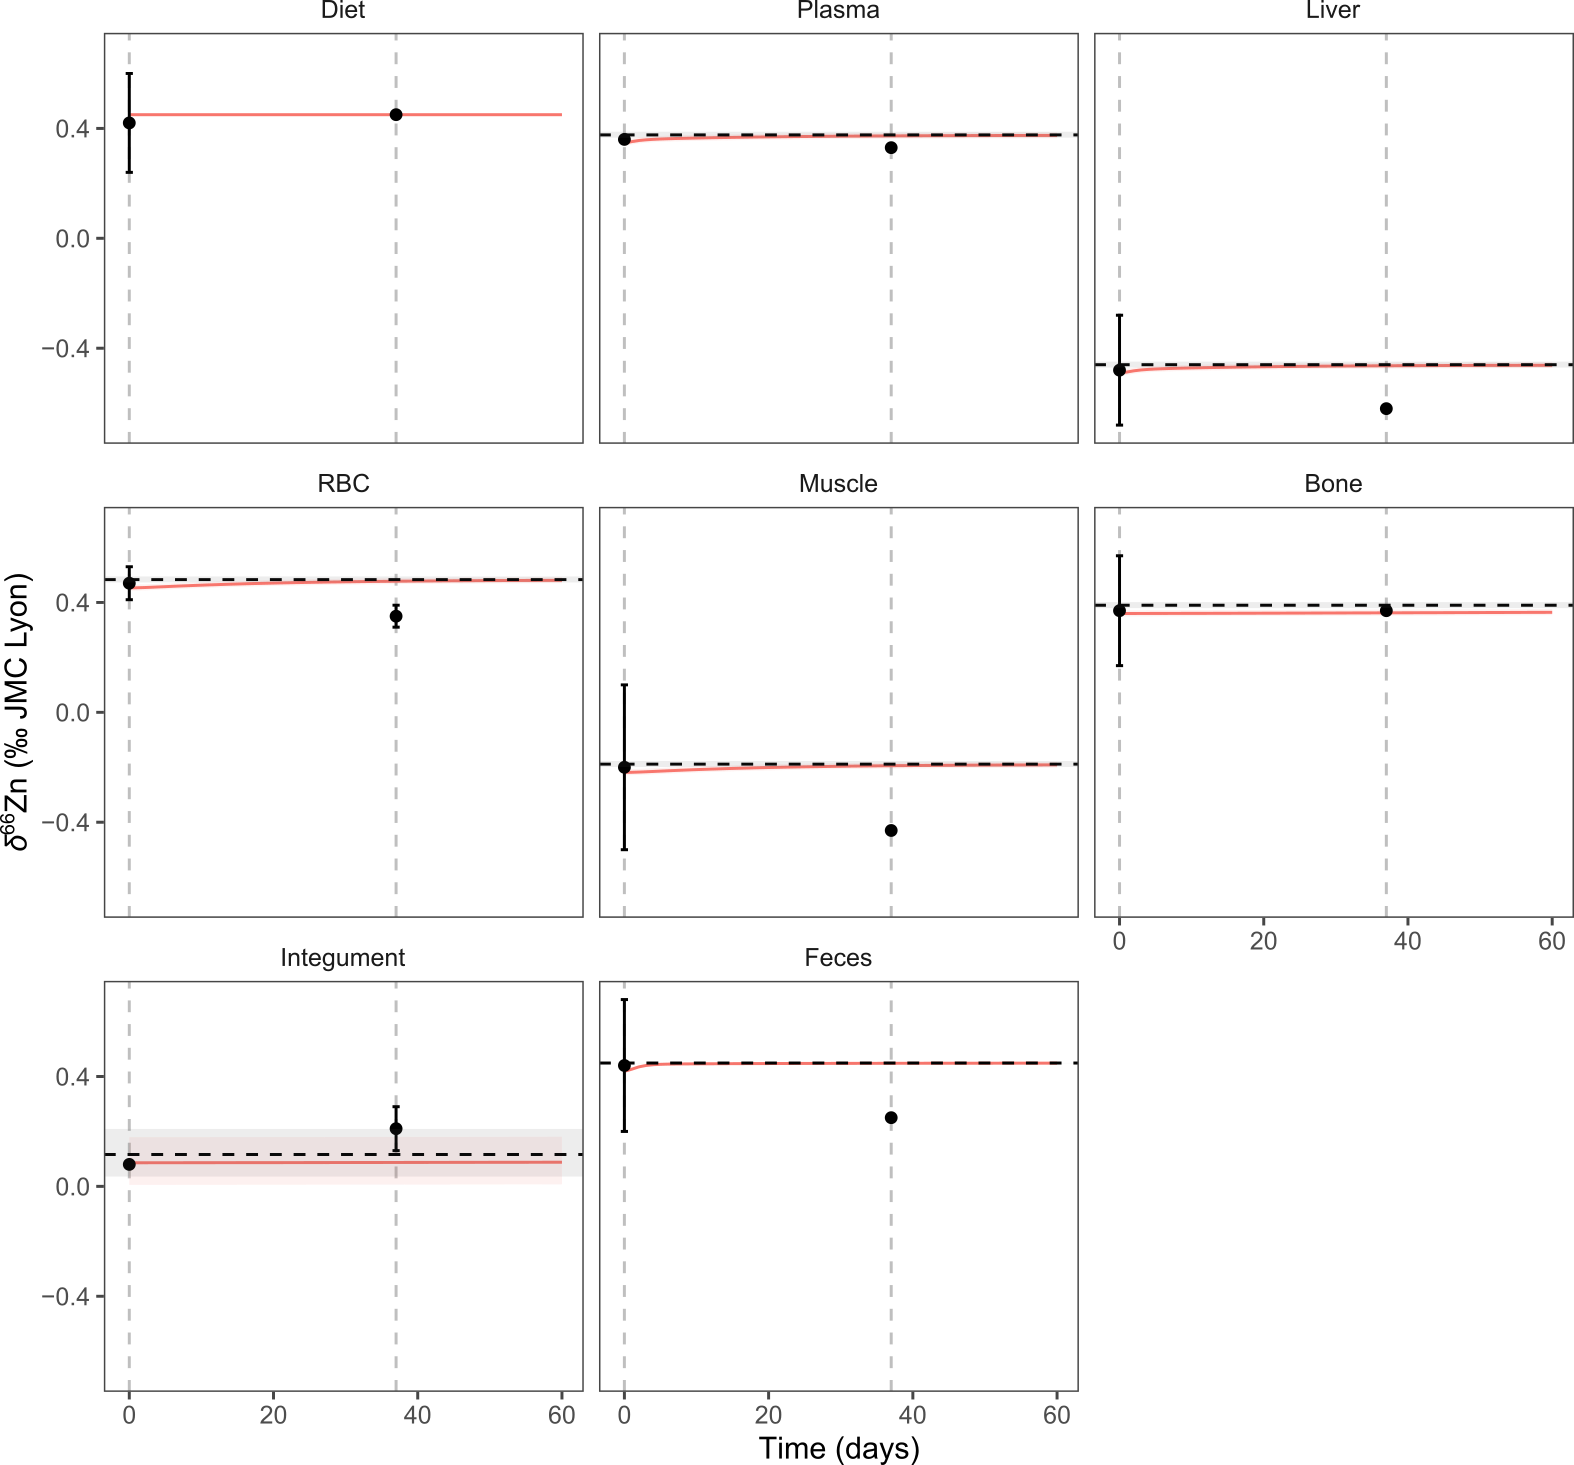 Diet Plasma Liver
0.4
0.0
−0.4
RBC Muscle Bone
0.4
0.0
−0.4
0 20 40 60
Integument Feces
0.4
0.0
−0.4
0 20 40 60 0 20 40 60
Time (days)
δ⁶⁶Zn (‰ JMC Lyon)